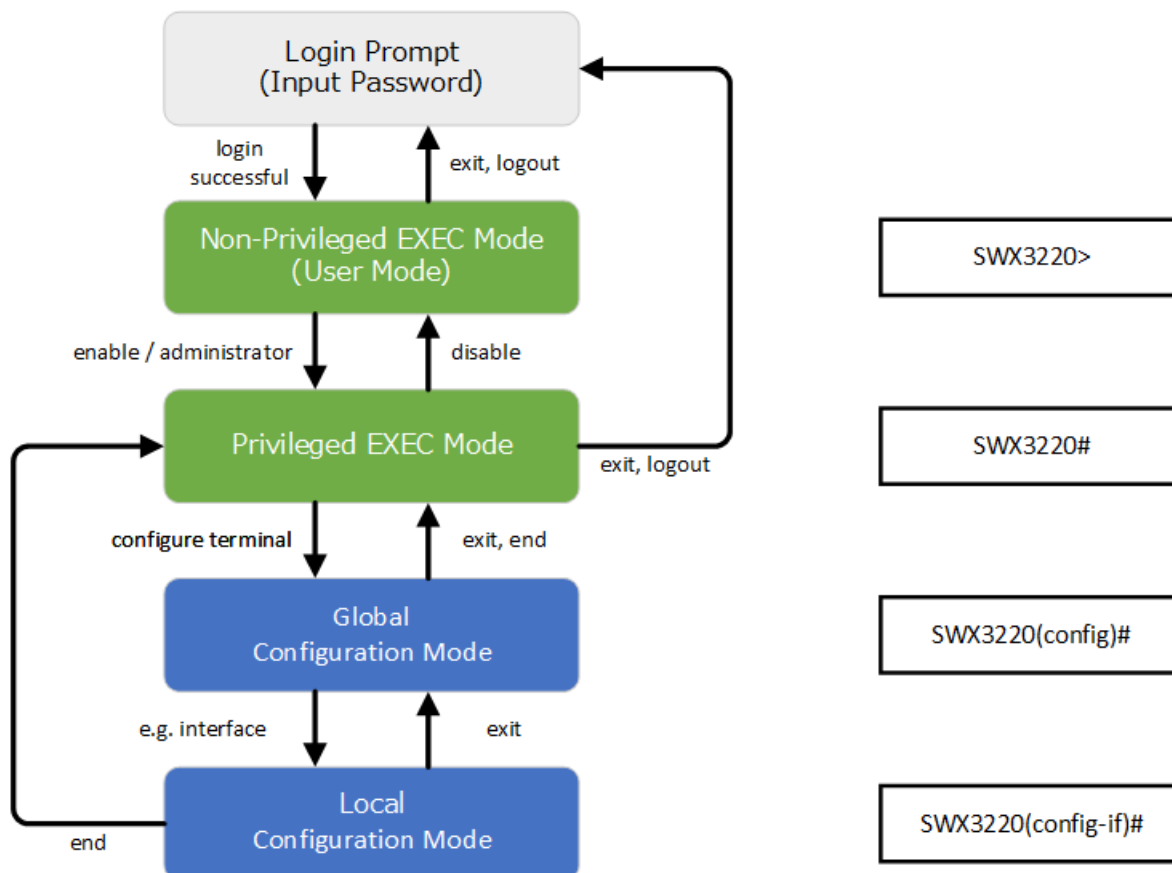 Login Prompt
(Input Password)
login
successful
exit, logout
Non-Privileged EXEC Mode
(User Mode)
SWX3220>
enable / administrator
disable
Privileged EXEC Mode
exit, logout
SWX3220#
configure terminal
exit, end
Global
Configuration Mode
SWX3220(config)#
e.g. interface
exit
Local
Configuration Mode
end
SWX3220(config-if)#